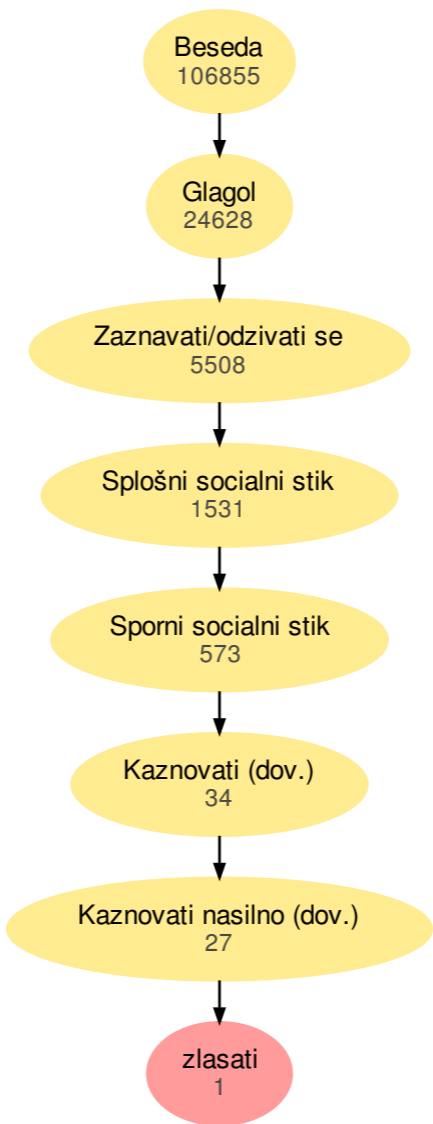 Beseda
106855
Glagol
24628
Zaznavati/odzivati se
5508
Splošni socialni stik
1531
Sporni socialni stik
573
Kaznovati (dov.)
34
Kaznovati nasilno (dov.)
27
zlasati
1